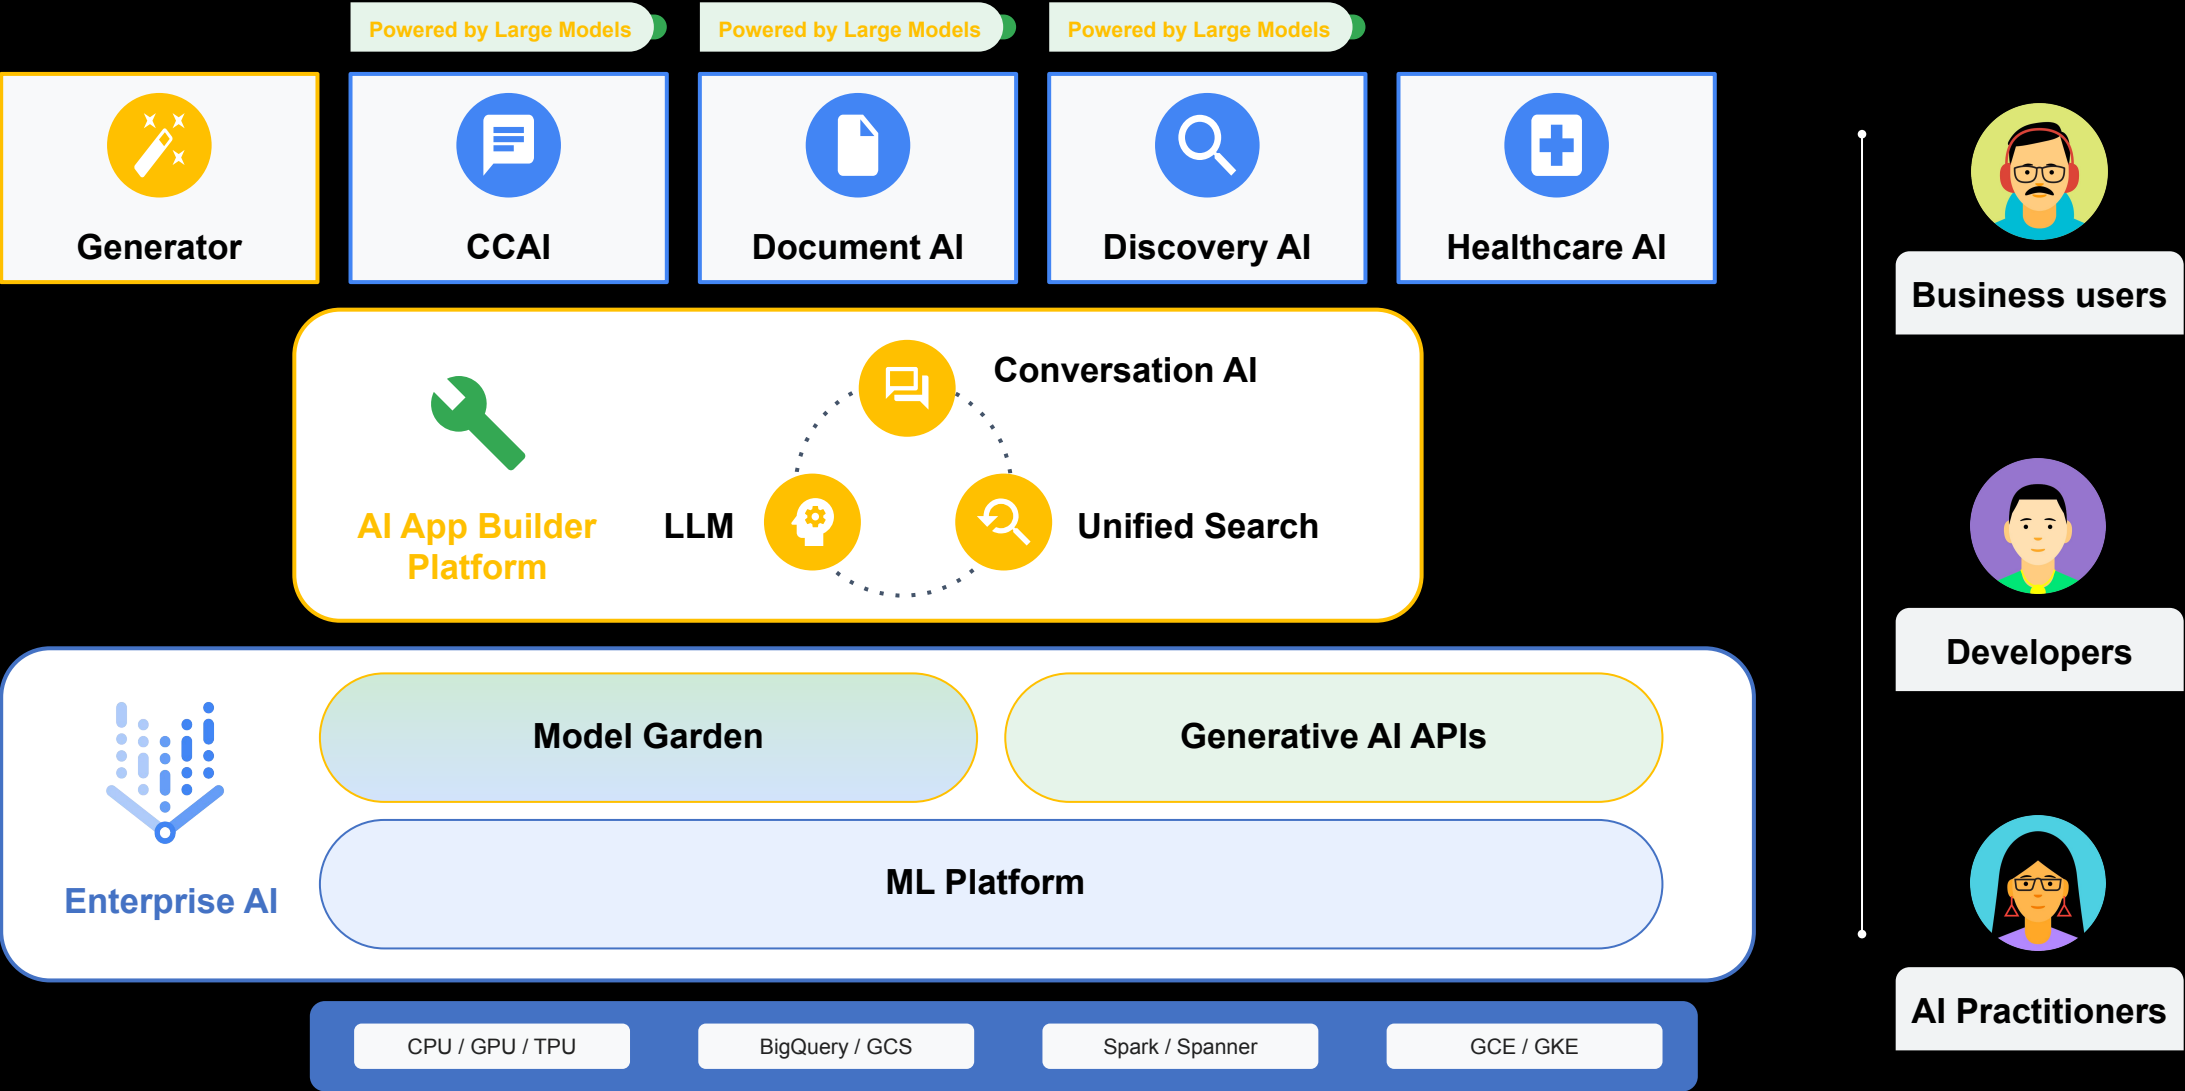 Powered by Large Models
Powered by Large Models
Powered by Large Models
Generator
CCAI
Document AI
Discovery AI
Healthcare AI
Business users
Conversation AI
AI App Builder
Platform
LLM
Unified Search
Developers
Model Garden
Generative AI APIs
Enterprise AI
ML Platform
AI Practitioners
CPU / GPU / TPU
BigQuery / GCS
Spark / Spanner
GCE / GKE